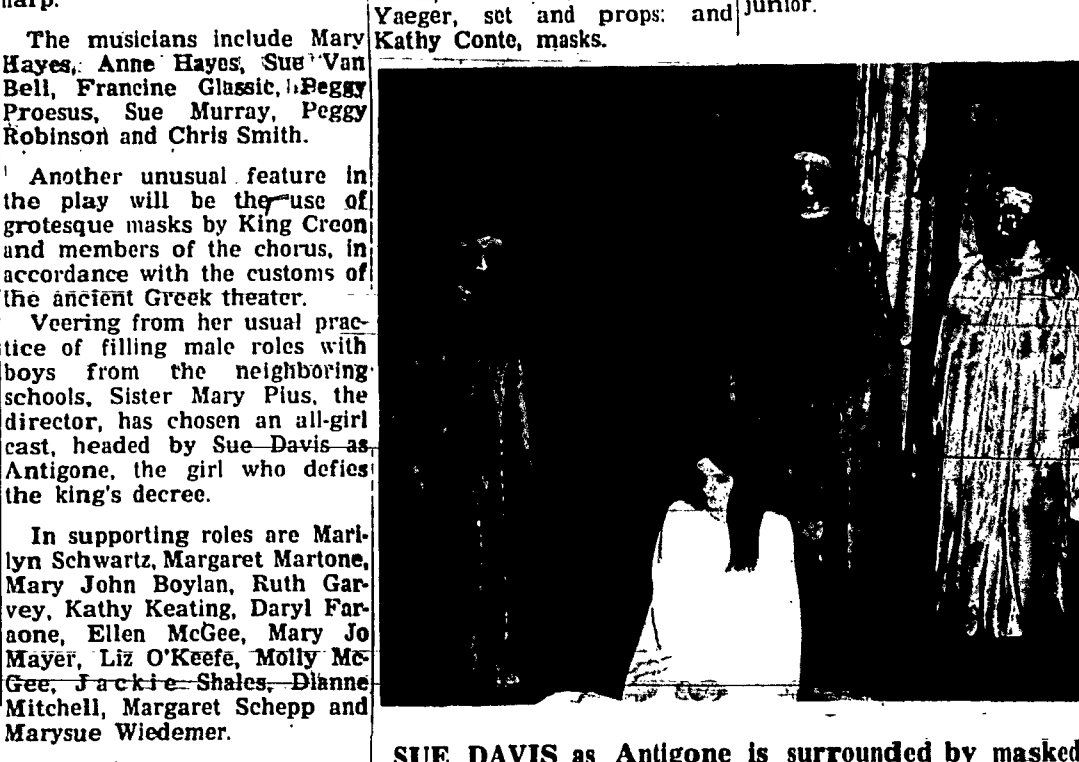 harp.
The musicians include Mary
Hayes, Anne Hayes, Sue Van
Bell, Francine Glassic, Peggy
Proesus, Sue Murray, Peggy
Robinson and Chris Smith.
Another unusual feature in
the play will be the use of
grotesque masks by King Creon
and members of the chorus, in
accordance with the customs of
the ancient Greek theater.
Veering from her usual prac-
tice of filling male roles with
boys from the neighboring
schools, Sister Mary Pius, the
director, has chosen an all-girl
cast, headed by Sue Davis as
Antigone, the girl who defies
the king's decree.
In supporting roles are Mari-
lyn Schwartz, Margaret Martone,
Mary John Boylan, Ruth Gar-
vey, Kathy Keating, Daryl Far-
aone, Ellen McGee, Mary Jo
Mayer, Liz O'Keefe, Molly Mc-
Gee, Jackie Shales, Dianne
Mitchell, Margaret Schepp and
Marysue Wiedemer.
Yaeger, set and props; and
Kathy Conte, masks.
junior.
SUE DAVIS as Antigone is surrounded by masked